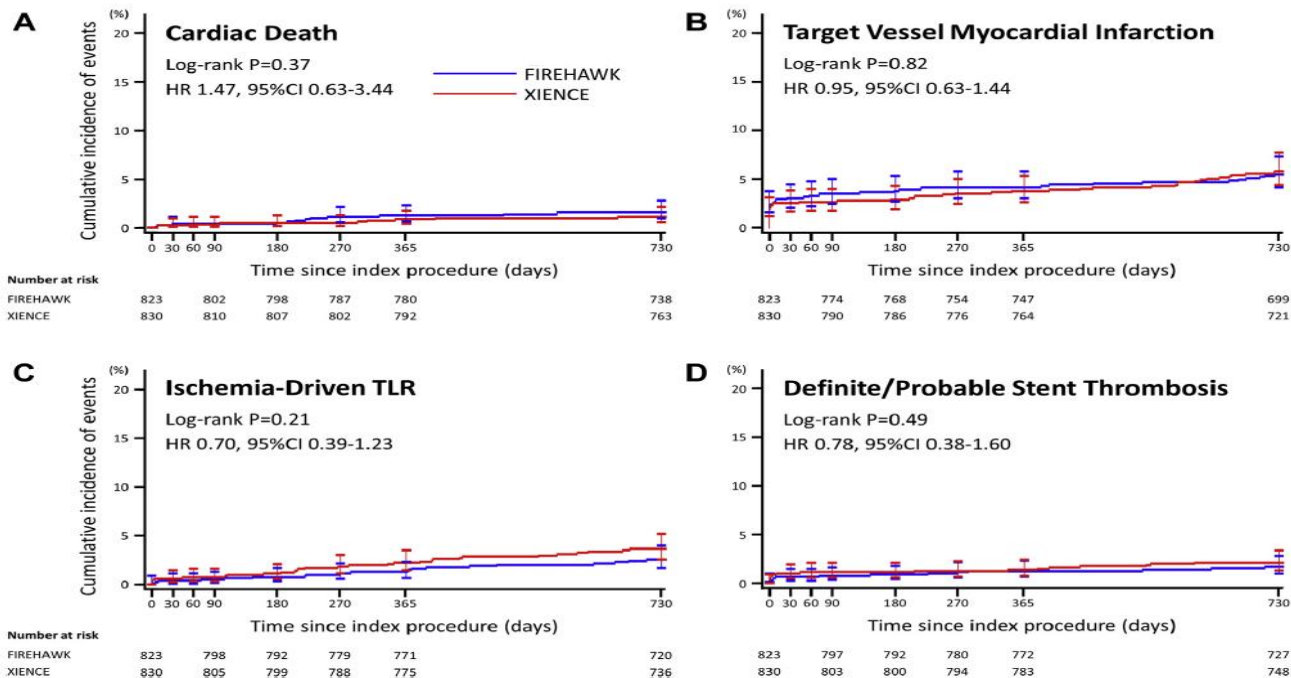 A
(%)
Cardiac Death
Log-rank P=0.37
HR 1.47, 95%CI 0.63-3.44
FIREHAWK
XIENCE
Cumulative incidence of events
20
15
10
5
0
0 30 60 90 180 270 365 730
Time since index procedure (days)
Number at risk
FIREHAWK 823 802 798 787 780 738
XIENCE 830 810 807 802 792 763
B
(%)
Target Vessel Myocardial Infarction
Log-rank P=0.82
HR 0.95, 95%CI 0.63-1.44
20
15
10
5
0
0 30 60 90 180 270 365 730
Time since index procedure (days)
823 774 768 754 747 699
830 790 786 776 764 721
C
(%)
Ischemia-Driven TLR
Log-rank P=0.21
HR 0.70, 95%CI 0.39-1.23
Cumulative incidence of events
20
15
10
5
0
0 30 60 90 180 270 365 730
Time since index procedure (days)
Number at risk
FIREHAWK 823 798 792 779 771 720
XIENCE 830 805 799 788 775 736
D
(%)
Definite/Probable Stent Thrombosis
Log-rank P=0.49
HR 0.78, 95%CI 0.38-1.60
20
15
10
5
0
0 30 60 90 180 270 365 730
Time since index procedure (days)
823 797 792 780 772 727
830 803 800 794 783 748